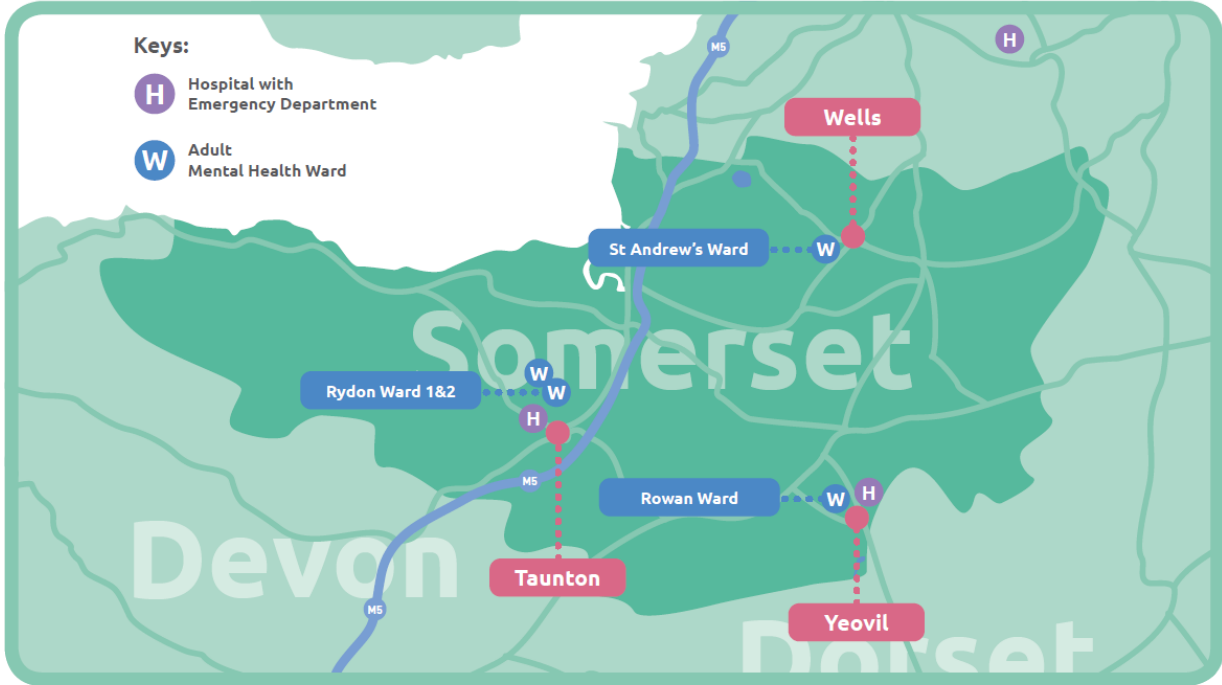 Keys:
H
Hospital with
Emergency Department
W
Adult
Mental Health Ward
M5
H
Wells
St Andrew's Ward
W
Somerset
Rydon Ward 1&2
W
W
H
M5
Rowan Ward
W
H
Devon
Taunton
M5
Yeovil
Dorset